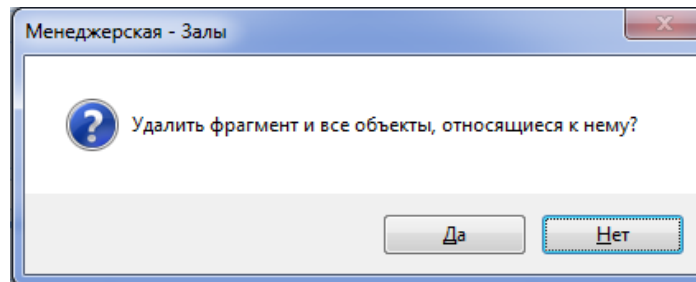 Менеджерская - Залы
Удалить фрагмент и все объекты, относящиеся к нему?
Да
Нет